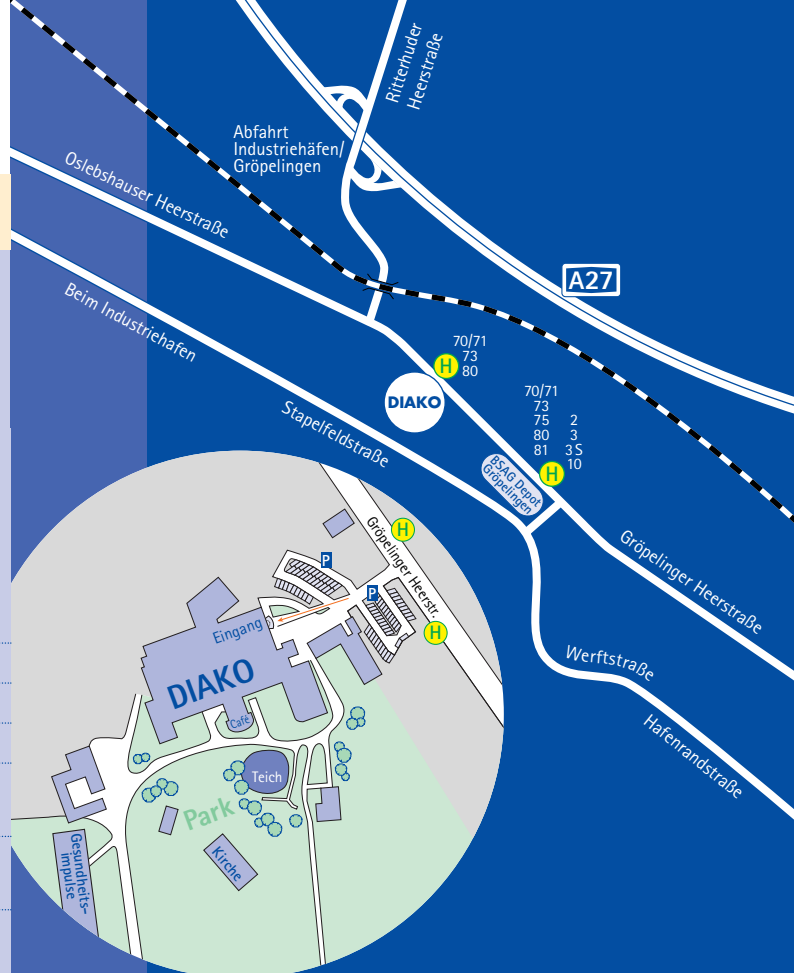 Ritterhuder
Heerstraße
Abfahrt
Industriehäfen/
Gröpelingen
Oslebshauser Heerstraße
A27
Beim Industriehafen
70/71
73
80
H
DIAKO
Stapelfeldstraße
70/71
73
75 2
80 3
81 3 S
10
H
BSAG Depot
Gröpelingen
Gröpelinger Heerstraße
Werftstraße
Hafenrandstraße
Gröpelinger Heerstr.
H
P
P
H
Eingang
DIAKO
Café
Teich
Park
Kirche
Gesundheits-
impulse